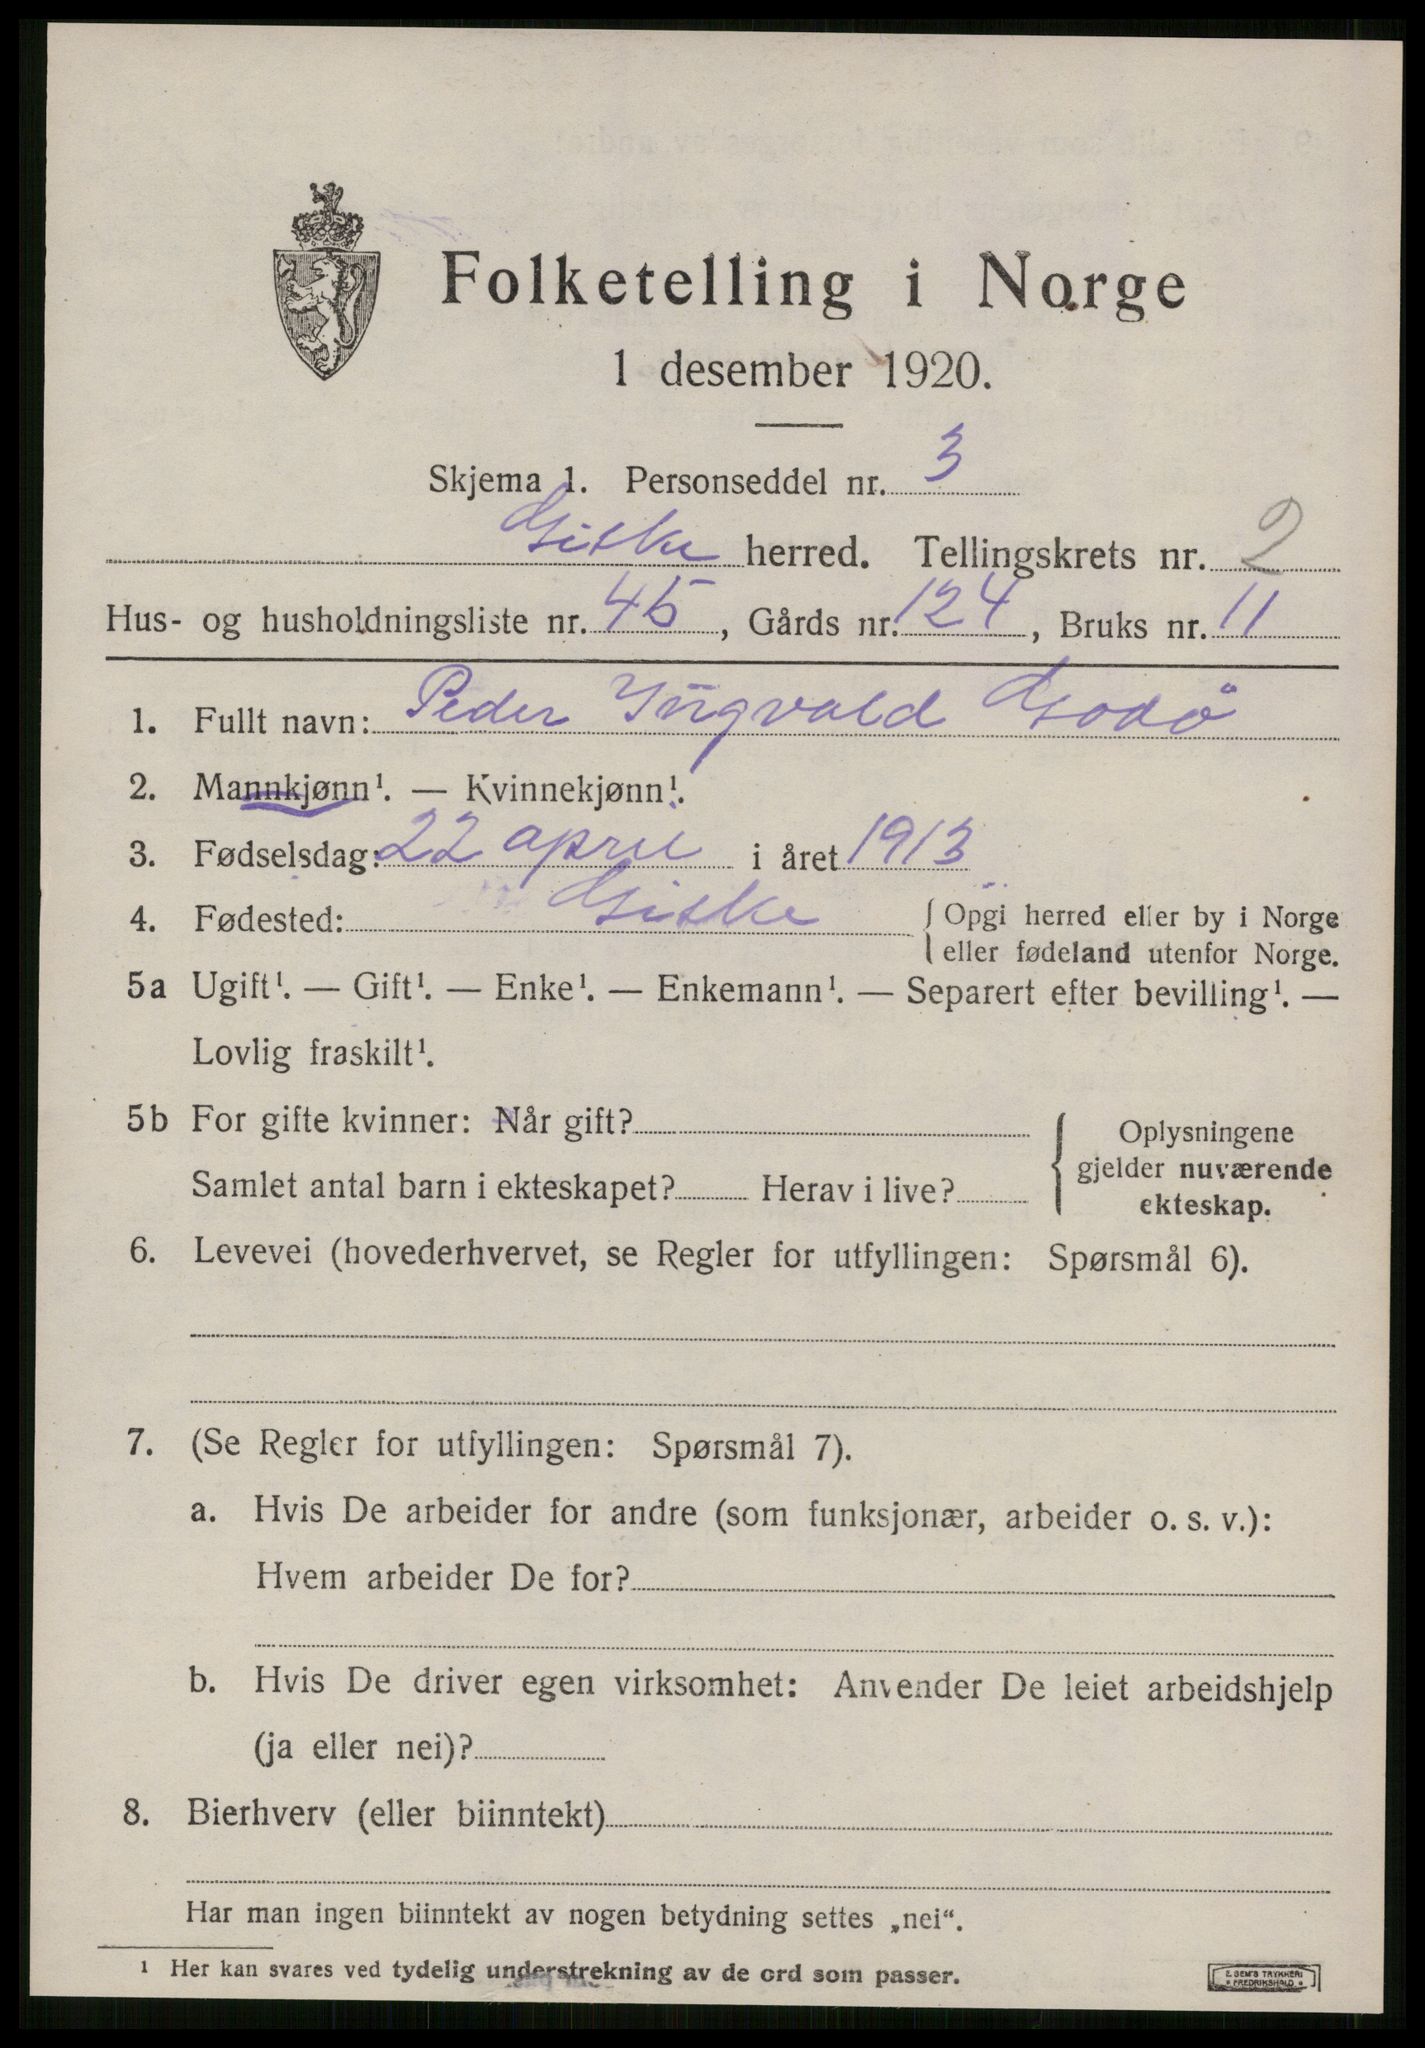 Folketelling i Norge
1 desember 1920.
Skjema 1. Personseddel nr. 3
Giske herred. Tellingskrets nr. 2
Hus- og husholdningsliste nr. 45, Gårds nr. 124, Bruks nr. 11
1. Fullt navn: Peder Yngvald Godö
2. Mannkjønn¹. — Kvinnekjønn¹.
3. Fødselsdag: 22 april i året 1913
4. Fødested: Giske { Opgi herred eller by i Norge
eller fødeland utenfor Norge.
5a Ugift¹. — Gift¹. — Enke¹. — Enkemann¹. — Separert efter bevilling¹. —
Lovlig fraskilt¹.
5b For gifte kvinner: Når gift?
Samlet antal barn i ekteskapet? Herav i live?
Oplysningene
gjelder nuværende
ekteskap.
6. Levevei (hovederhvervet, se Regler for utfyllingen: Spørsmål 6).
7. (Se Regler for utfyllingen: Spørsmål 7).
a. Hvis De arbeider for andre (som funksjonær, arbeider o. s. v.):
Hvem arbeider De for?
b. Hvis De driver egen virksomhet: Anvender De leiet arbeidshjelp
(ja eller nei)?
8. Bierhverv (eller biinntekt)
Har man ingen biinntekt av nogen betydning settes „nei“.
¹ Her kan svares ved tydelig understrekning av de ord som passer.
E. SEM'S TRYKKERI
FREDRIKSHALD